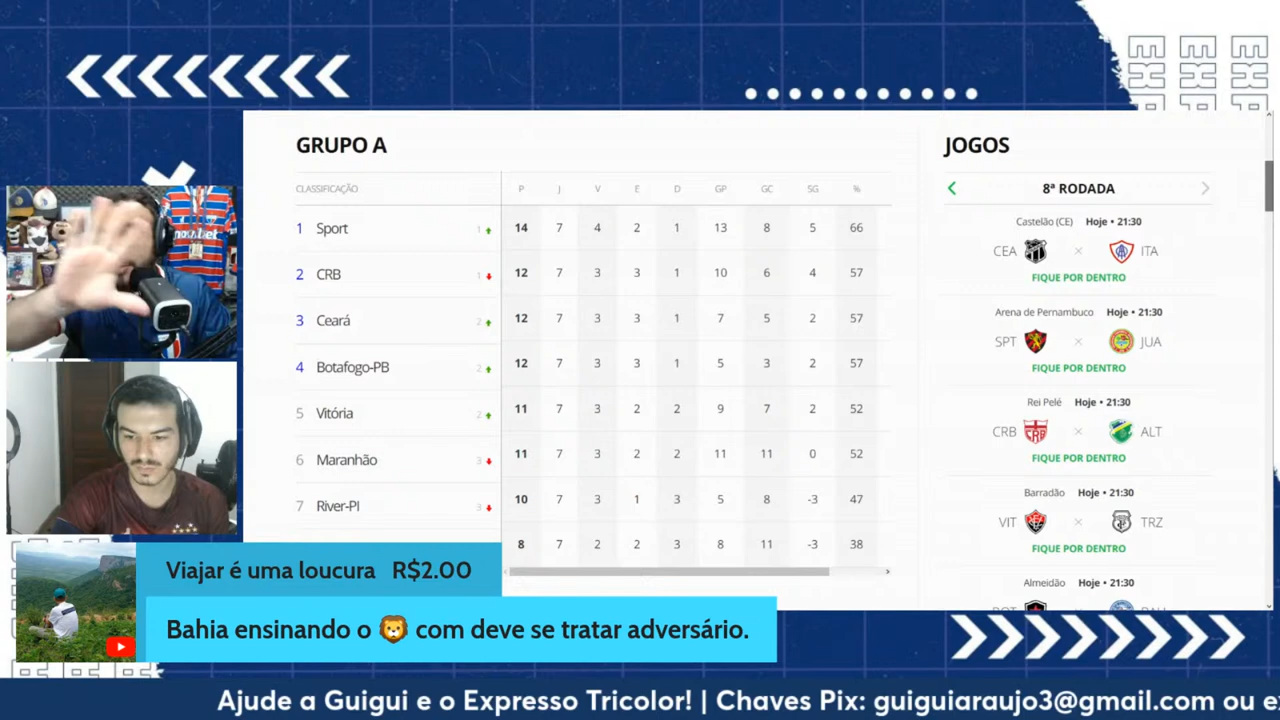 GRUPO A
CLASSIFICAÇÃO P J V E D GP GC SG %
1 Sport 1 14 7 4 2 1 13 8 5 66
2 CRB 1 12 7 3 3 1 10 6 4 57
3 Ceará 2 12 7 3 3 1 7 5 2 57
4 Botafogo-PB 2 12 7 3 3 1 5 3 2 57
5 Vitória 2 11 7 3 2 2 9 7 2 52
6 Maranhão 3 11 7 3 2 2 11 11 0 52
7 River-PI 3 10 7 3 1 3 5 8 -3 47
8 7 2 2 3 8 11 -3 38
JOGOS
8ª RODADA
Castelão (CE) Hoje • 21:30
CEA × ITA
FIQUE POR DENTRO
Arena de Pernambuco Hoje • 21:30
SPT × JUA
FIQUE POR DENTRO
Rei Pelé Hoje • 21:30
CRB × ALT
FIQUE POR DENTRO
Barradão Hoje • 21:30
VIT × TRZ
FIQUE POR DENTRO
Almeidão Hoje • 21:30
Viajar é uma loucura R$2.00
Bahia ensinando o 🦁 com deve se tratar adversário.
Ajude a Guigui e o Expresso Tricolor! | Chaves Pix: guiguiaraujo3@gmail.com ou